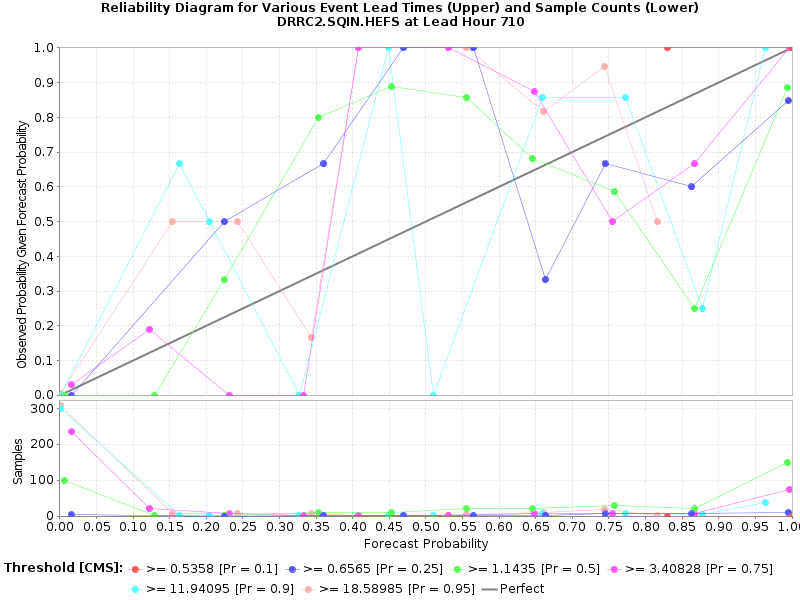 Reliability Diagram for Various Event Lead Times (Upper) and Sample Counts (Lower)
DRRC2.SQIN.HEFS at Lead Hour 710
Observed Probability Given Forecast Probability
1.0
0.9
0.8
0.7
0.6
0.5
0.4
0.3
0.2
0.1
0.0
Samples
300
200
100
0
0.00 0.05 0.10 0.15 0.20 0.25 0.30 0.35 0.40 0.45 0.50 0.55 0.60 0.65 0.70 0.75 0.80 0.85 0.90 0.95 1.0
Forecast Probability
Threshold [CMS]: >= 0.5358 [Pr = 0.1] >= 0.6565 [Pr = 0.25] >= 1.1435 [Pr = 0.5] >= 3.40828 [Pr = 0.75]
>= 11.94095 [Pr = 0.9] >= 18.58985 [Pr = 0.95] Perfect